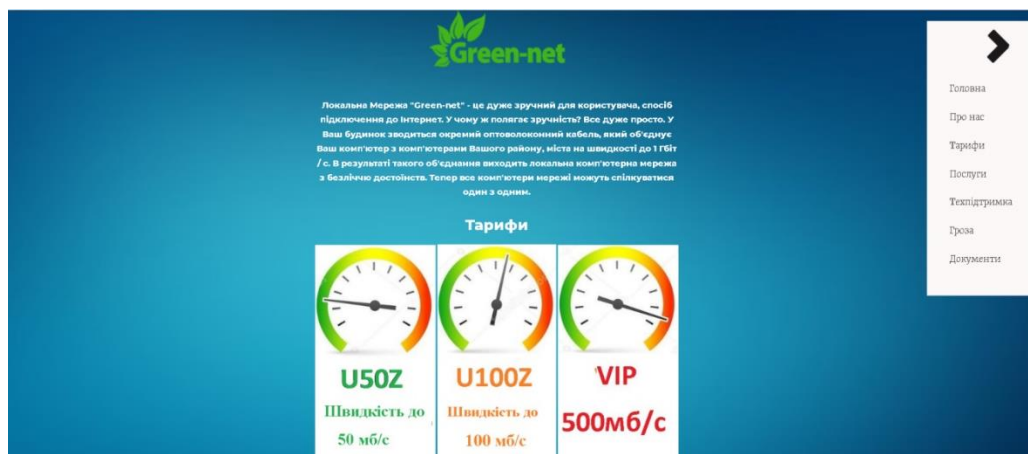 Green-net
Локальна Мережа "Green-net" - це дуже зручний для користувача, спосіб
підключення до Інтернет. У чому ж полягає зручність? Все дуже просто. У
Ваш будинок зводиться окремий оптоволоконний кабель, який об'єднує
Ваш комп'ютер з комп'ютерами Вашого району, міста на швидкості до 1 Гбіт
/ с. В результаті такого об'єднання виходить локальна комп'ютерна мережа
з безліччю достоїнств. Тепер все комп'ютери мережі можуть спілкуватися
один з одним.
Тарифи
U50Z
Швидкість до
50 мб/с
U100Z
Швидкість до
100 мб/с
VIP
500мб/с
Головна
Про нас
Тарифи
Послуги
Техпідтримка
Гроза
Документи